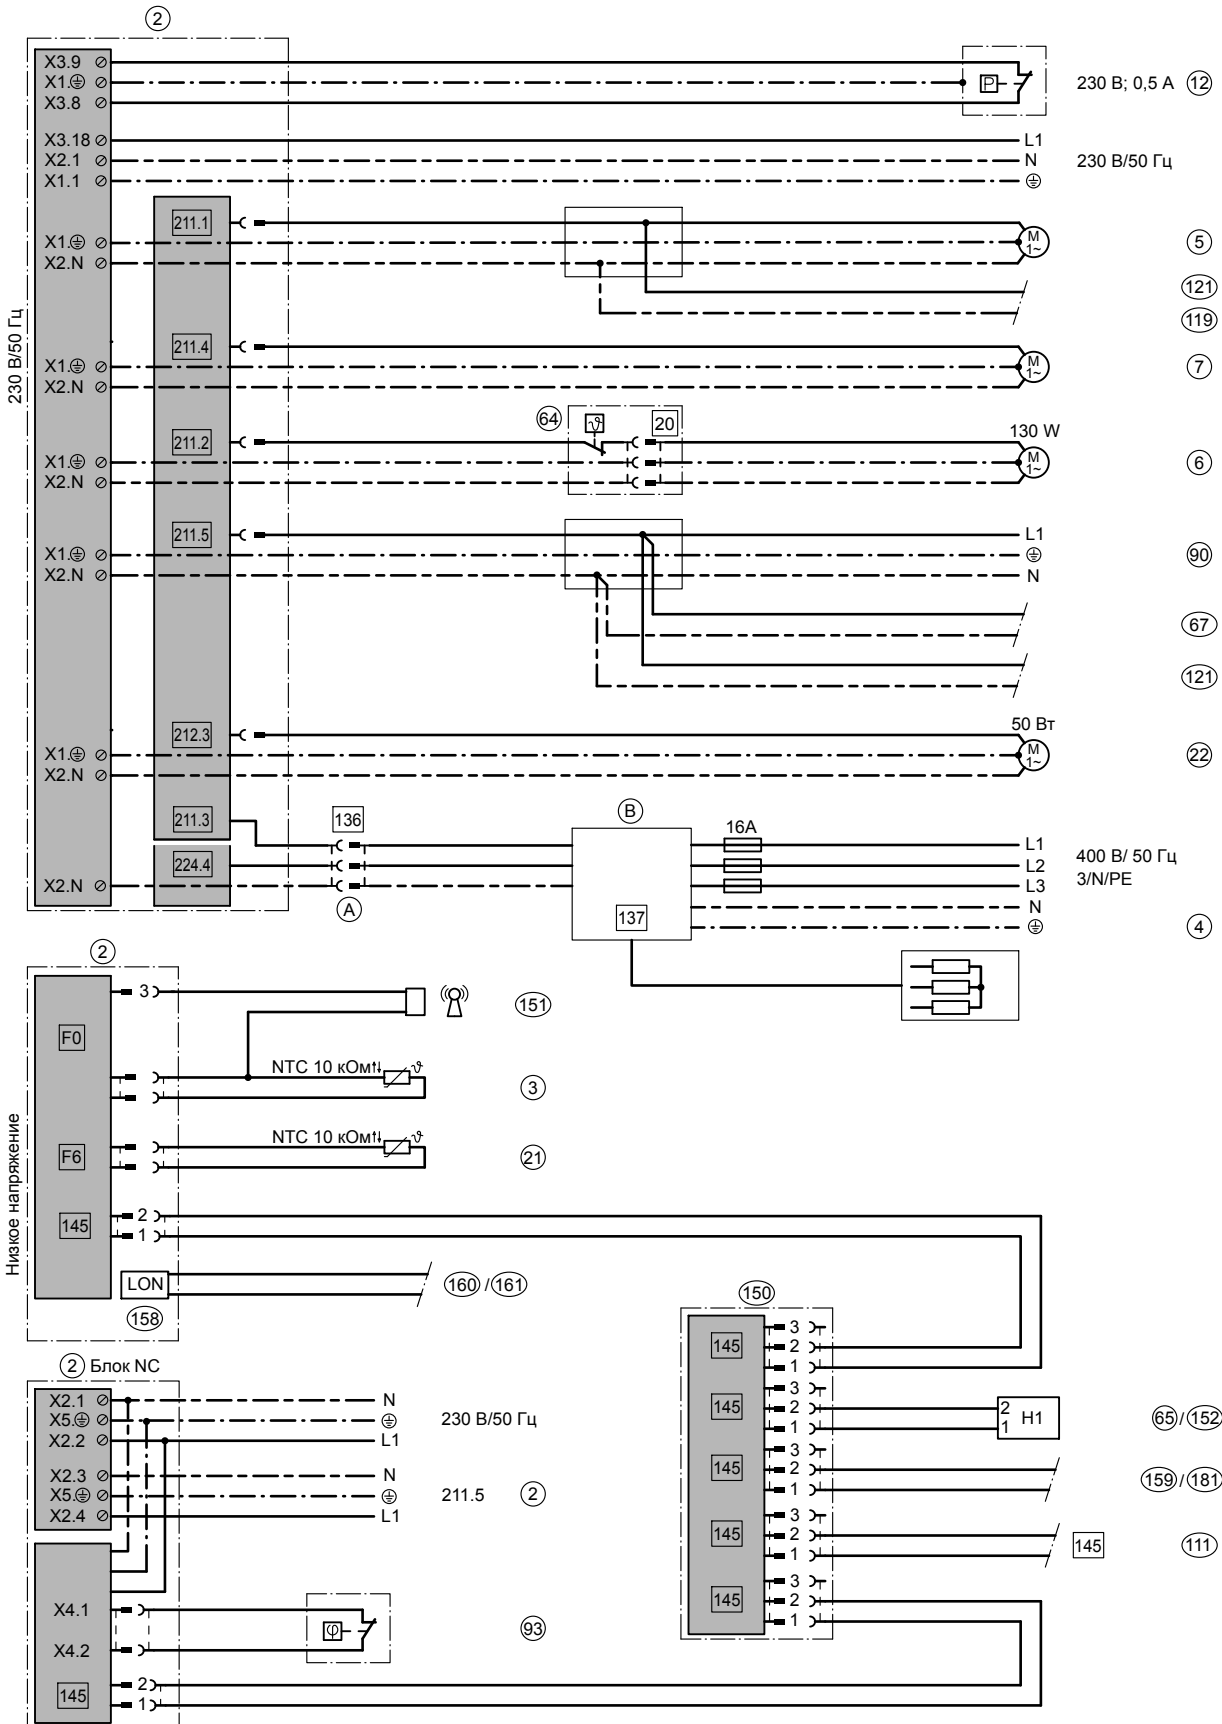 2
X3.9
X1.⏚
X3.8
P
230 В; 0,5 А 12
X3.18
L1
X2.1
N
230 В/50 Гц
X1.1
230 В/50 Гц
211.1
X1.⏚
X2.N
M
1~
5
121
119
211.4
X1.⏚
X2.N
M
1~
7
64
ϑ
20
130 W
211.2
X1.⏚
X2.N
M
1~
6
211.5
L1
X1.⏚
90
X2.N
N
67
121
50 Вт
212.3
X1.⏚
X2.N
M
1~
22
211.3
136
B
16A
L1
224.4
L2
400 В/ 50 Гц
X2.N
L3
3/N/PE
A
137
N
4
2
Низкое напряжение
3
151
F0
NTC 10 кОм
ϑ
3
F6
NTC 10 кОм
ϑ
21
145
2
1
LON
160 / 161
158
150
145
3
2
1
145
3
2
1
2
1
H1
65 / 152
145
3
2
1
159 / 181
145
3
2
1
145
111
145
3
2
1
2 Блок NC
X2.1
N
X5.⏚
230 В/50 Гц
X2.2
L1
X2.3
N
X5.⏚
211.5
2
X2.4
L1
X4.1
φ
93
X4.2
145
2
1